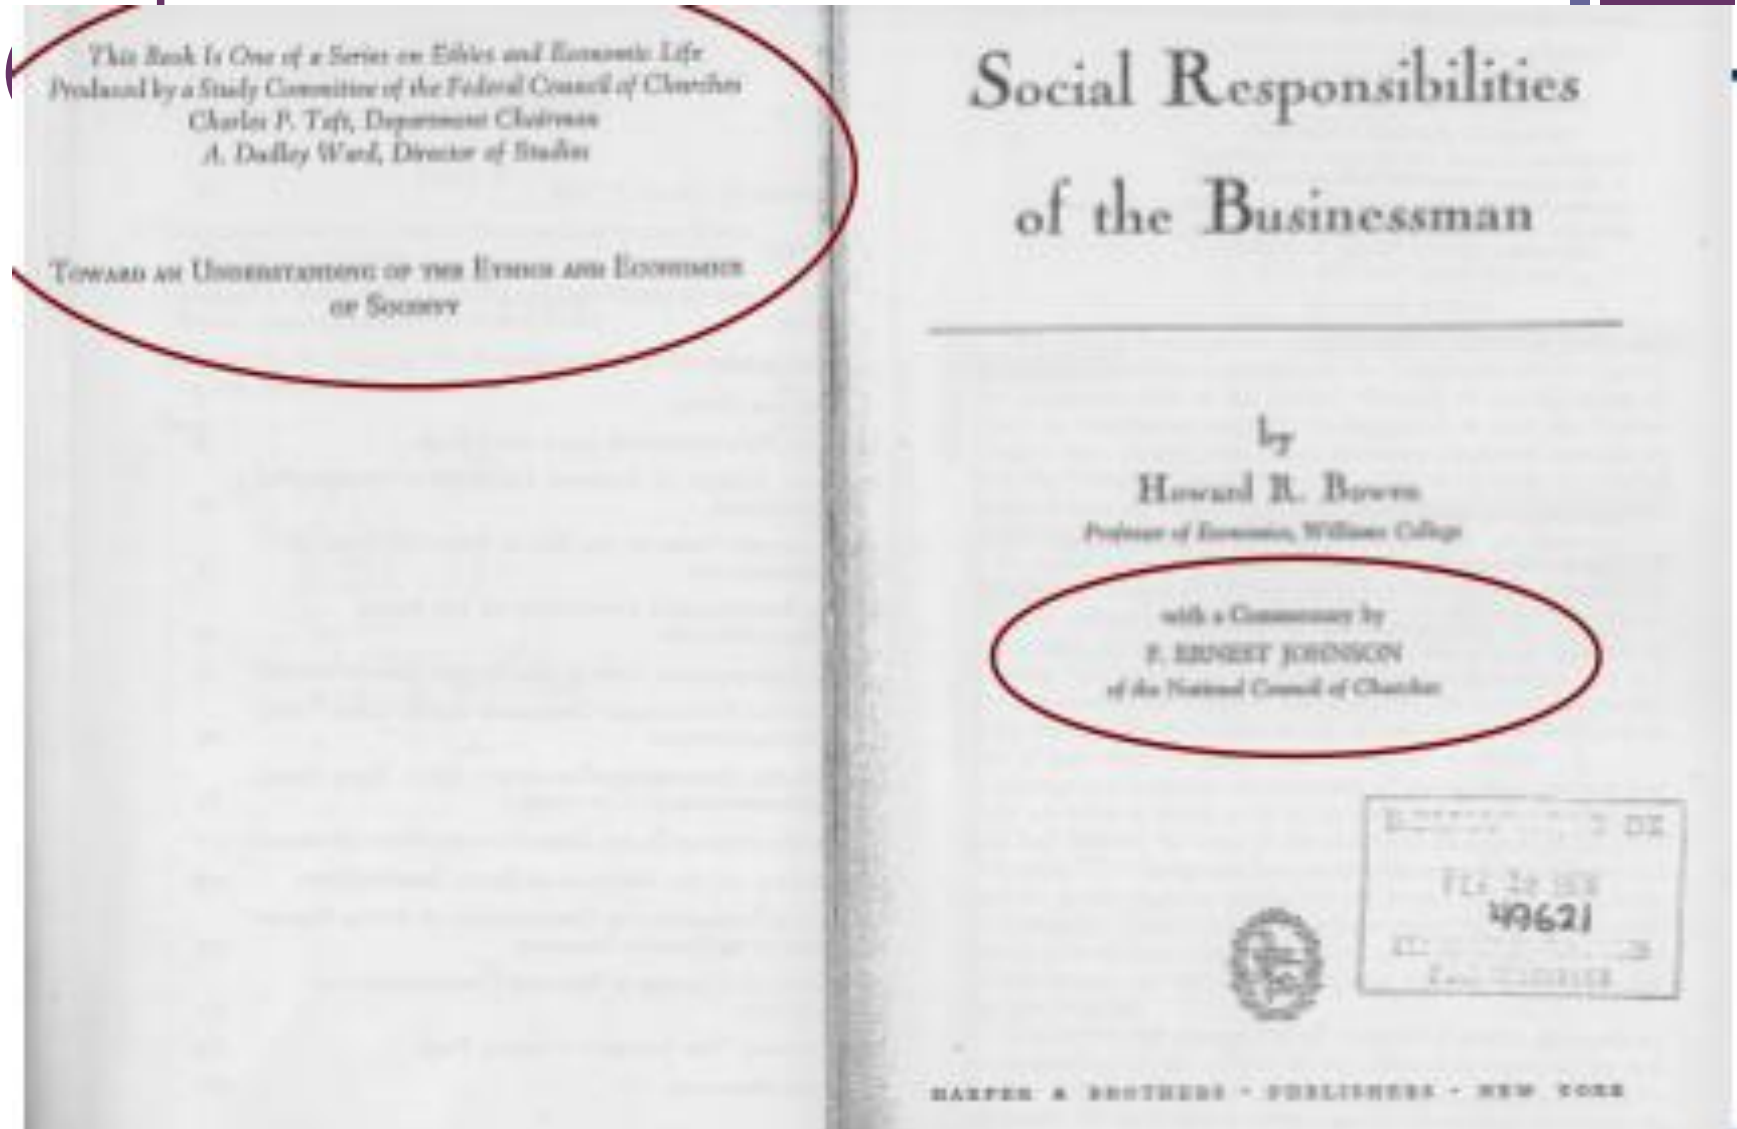 This Book Is One of a Series on Ethics and Economic Life
Produced by a Study Committee of the Federal Council of Churches
Charles P. Taft, Department Chairman
A. Dudley Ward, Director of Studies
TOWARD AN UNDERSTANDING OF THE ETHICS AND ECONOMICS
OF SOCIETY
Social Responsibilities
of the Businessman
by
Howard R. Bowen
Professor of Economics, Williams College
with a Commentary by
F. ERNEST JOHNSON
of the National Council of Churches
49621
HARPER & BROTHERS · PUBLISHERS · NEW YORK